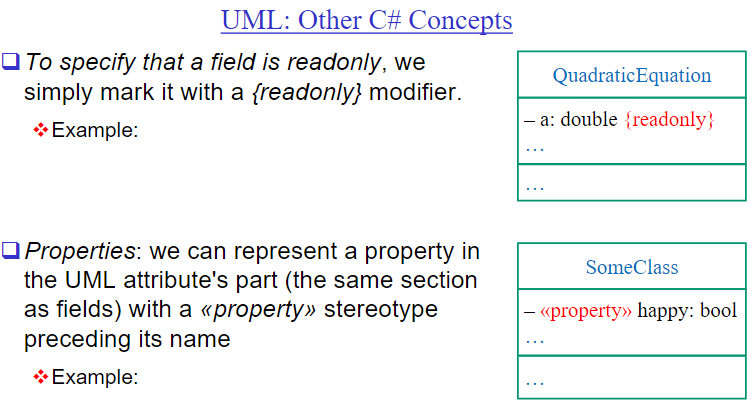 UML: Other C# Concepts
To specify that a field is readonly, we
simply mark it with a {readonly} modifier.
Example:
QuadraticEquation
– a: double {readonly}
…
…
Properties: we can represent a property in
the UML attribute's part (the same section
as fields) with a «property» stereotype
preceding its name
Example:
SomeClass
– «property» happy: bool
…
…